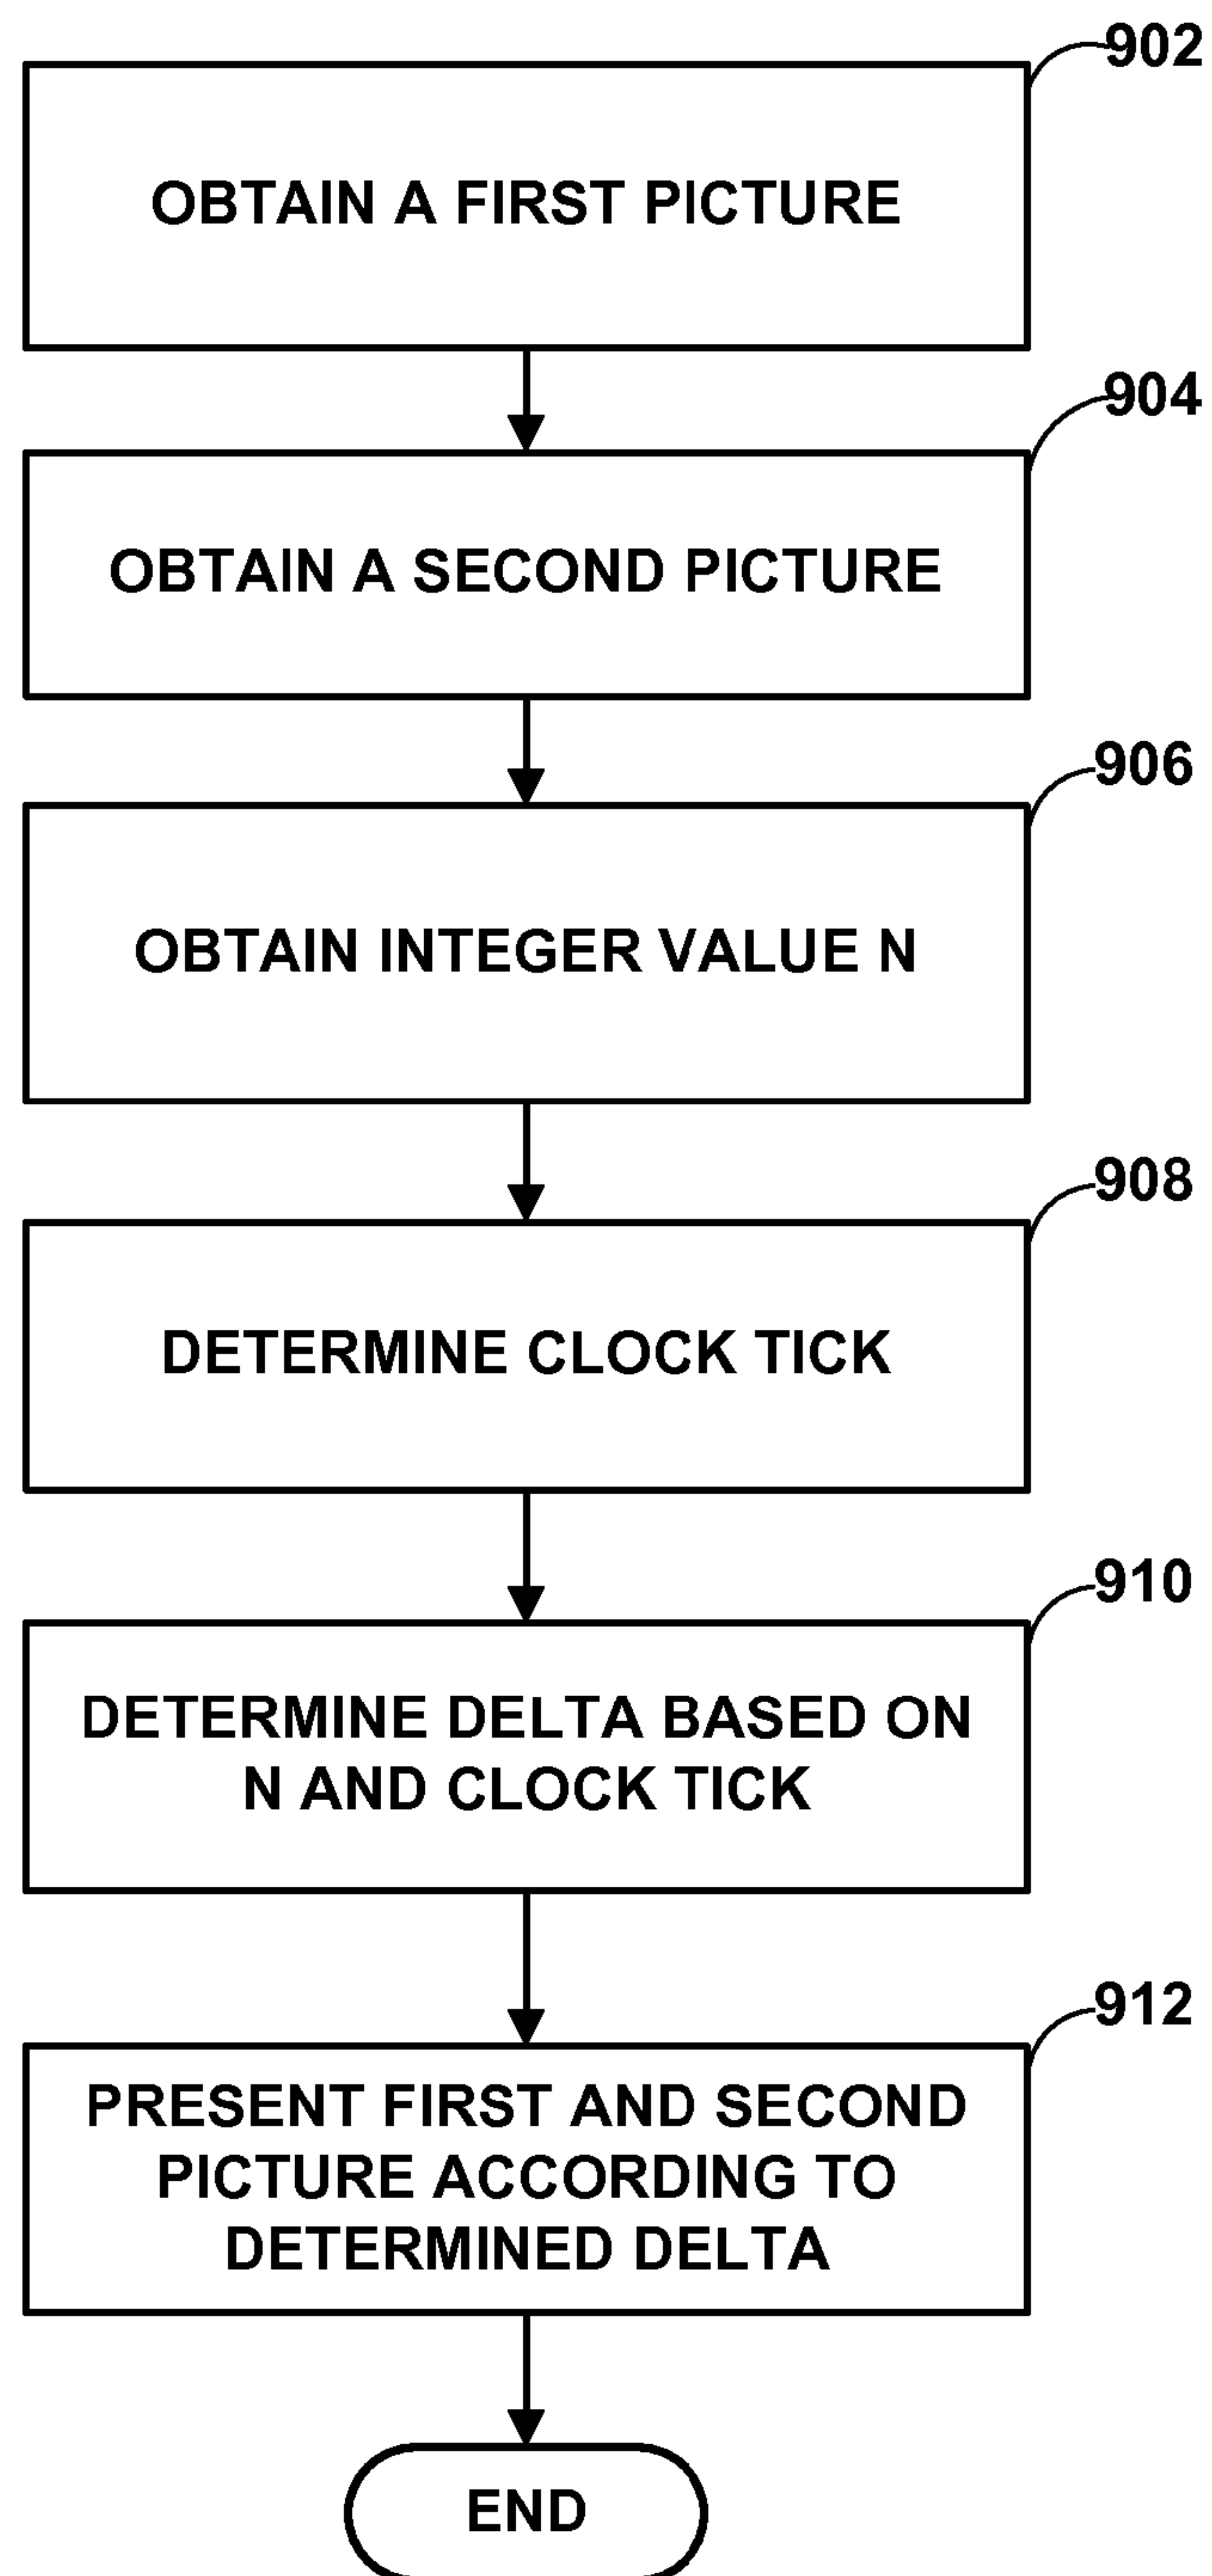 902
OBTAIN A FIRST PICTURE
904
OBTAIN A SECOND PICTURE
906
OBTAIN INTEGER VALUE N
908
DETERMINE CLOCK TICK
910
DETERMINE DELTA BASED ON
N AND CLOCK TICK
912
PRESENT FIRST AND SECOND
PICTURE ACCORDING TO
DETERMINED DELTA
END